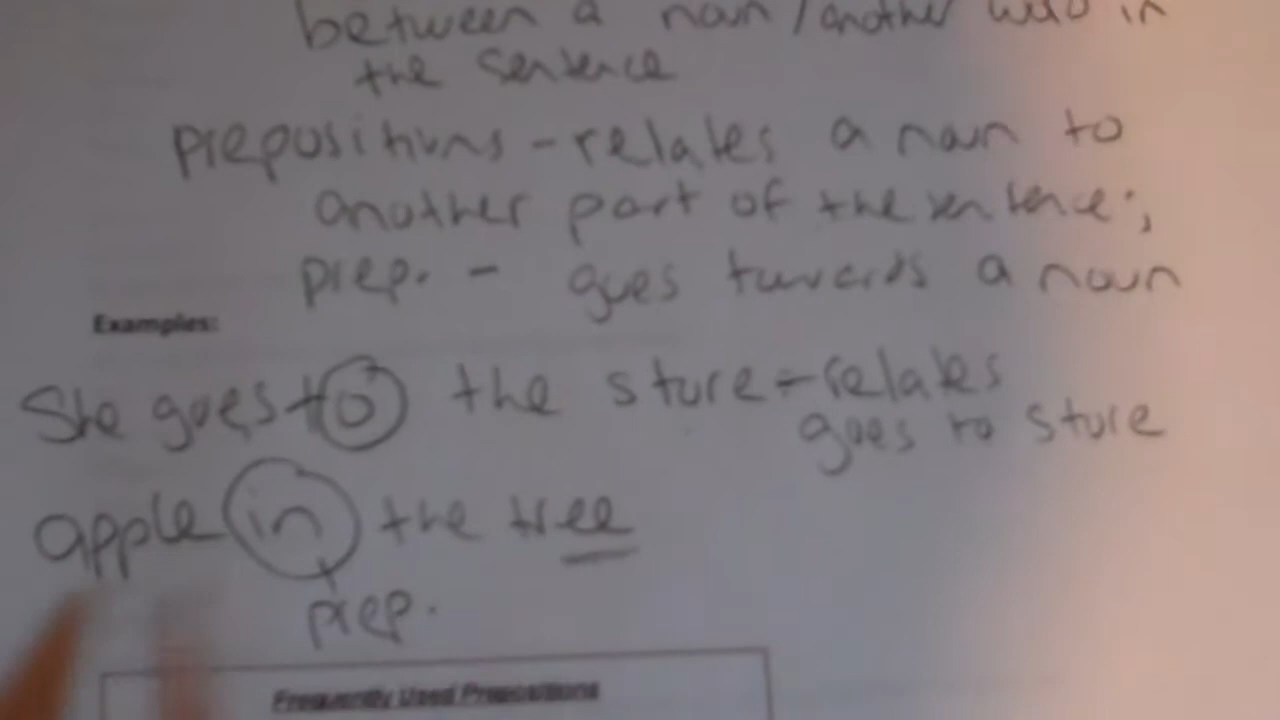 between a noun / another word in
the sentence
prepositions - relates a noun to
another part of the sentence;
prep. - goes towards a noun
Examples:
She goes to the store - relates
goes to store
apple in the tree
prep.
Frequently Used Prepositions